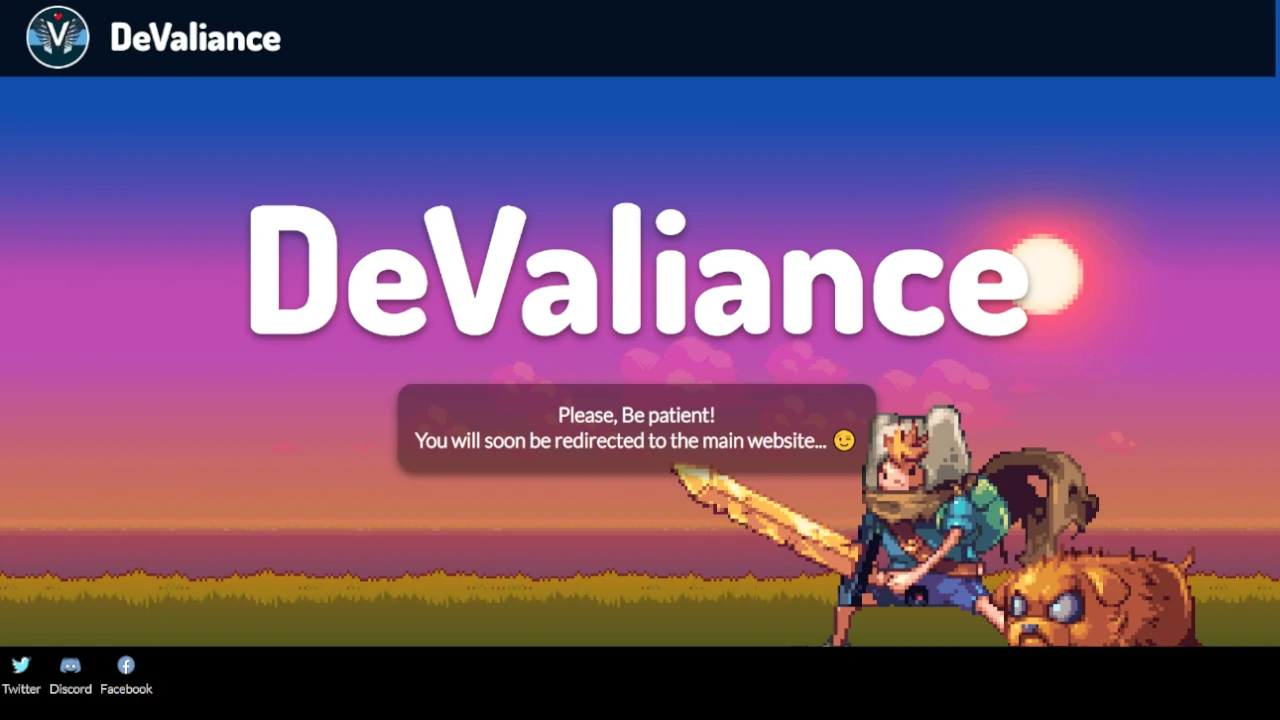 V
DeValiance
DeValiance
Please, Be patient!
You will soon be redirected to the main website... 😉
Twitter Discord Facebook